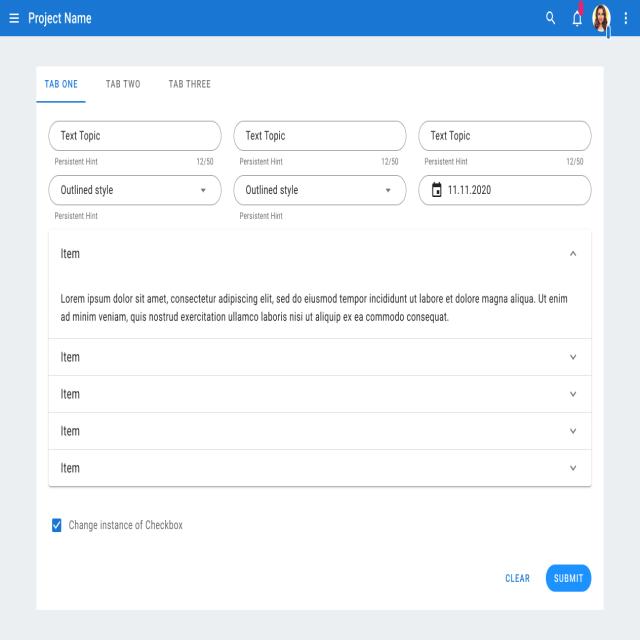 Project Name
TAB ONE TAB TWO TAB THREE
Text Topic Text Topic Text Topic
Persistent Hint 12/50 Persistent Hint 12/50 Persistent Hint 12/50
Outlined style Outlined style 11.11.2020
Persistent Hint Persistent Hint
Item
Lorem ipsum dolor sit amet, consectetur adipiscing elit, sed do eiusmod tempor incididunt ut labore et dolore magna aliqua. Ut enim
ad minim veniam, quis nostrud exercitation ullamco laboris nisi ut aliquip ex ea commodo consequat.
Item
Item
Item
Item
Change instance of Checkbox
CLEAR SUBMIT